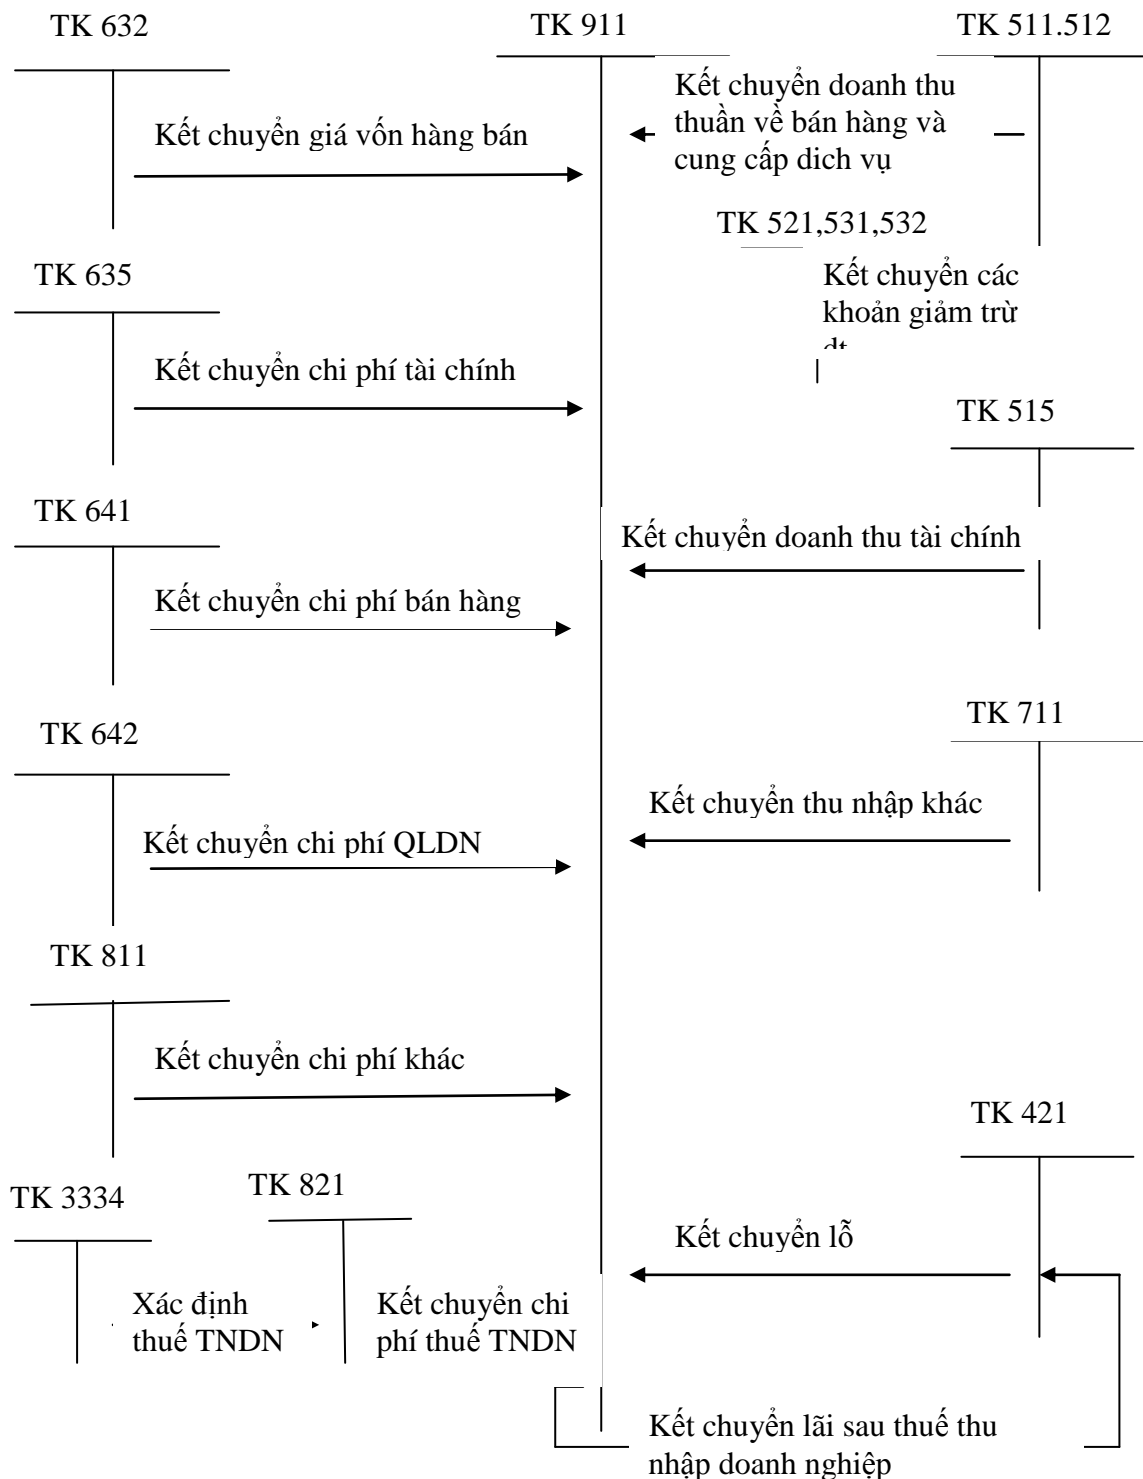 TK 632
TK 911
TK 511.512
Kết chuyển doanh thu
thuần về bán hàng và
cung cấp dich vụ
Kết chuyển giá vốn hàng bán
TK 521,531,532
TK 635
Kết chuyển các
khoản giảm trừ
dt
Kết chuyển chi phí tài chính
TK 515
TK 641
Kết chuyển doanh thu tài chính
Kết chuyển chi phí bán hàng
TK 711
TK 642
Kết chuyển thu nhập khác
Kết chuyển chi phí QLDN
TK 811
Kết chuyển chi phí khác
TK 421
TK 3334
TK 821
Kết chuyển lỗ
Xác định
thuế TNDN
Kết chuyển chi
phí thuế TNDN
Kết chuyển lãi sau thuế thu
nhập doanh nghiệp